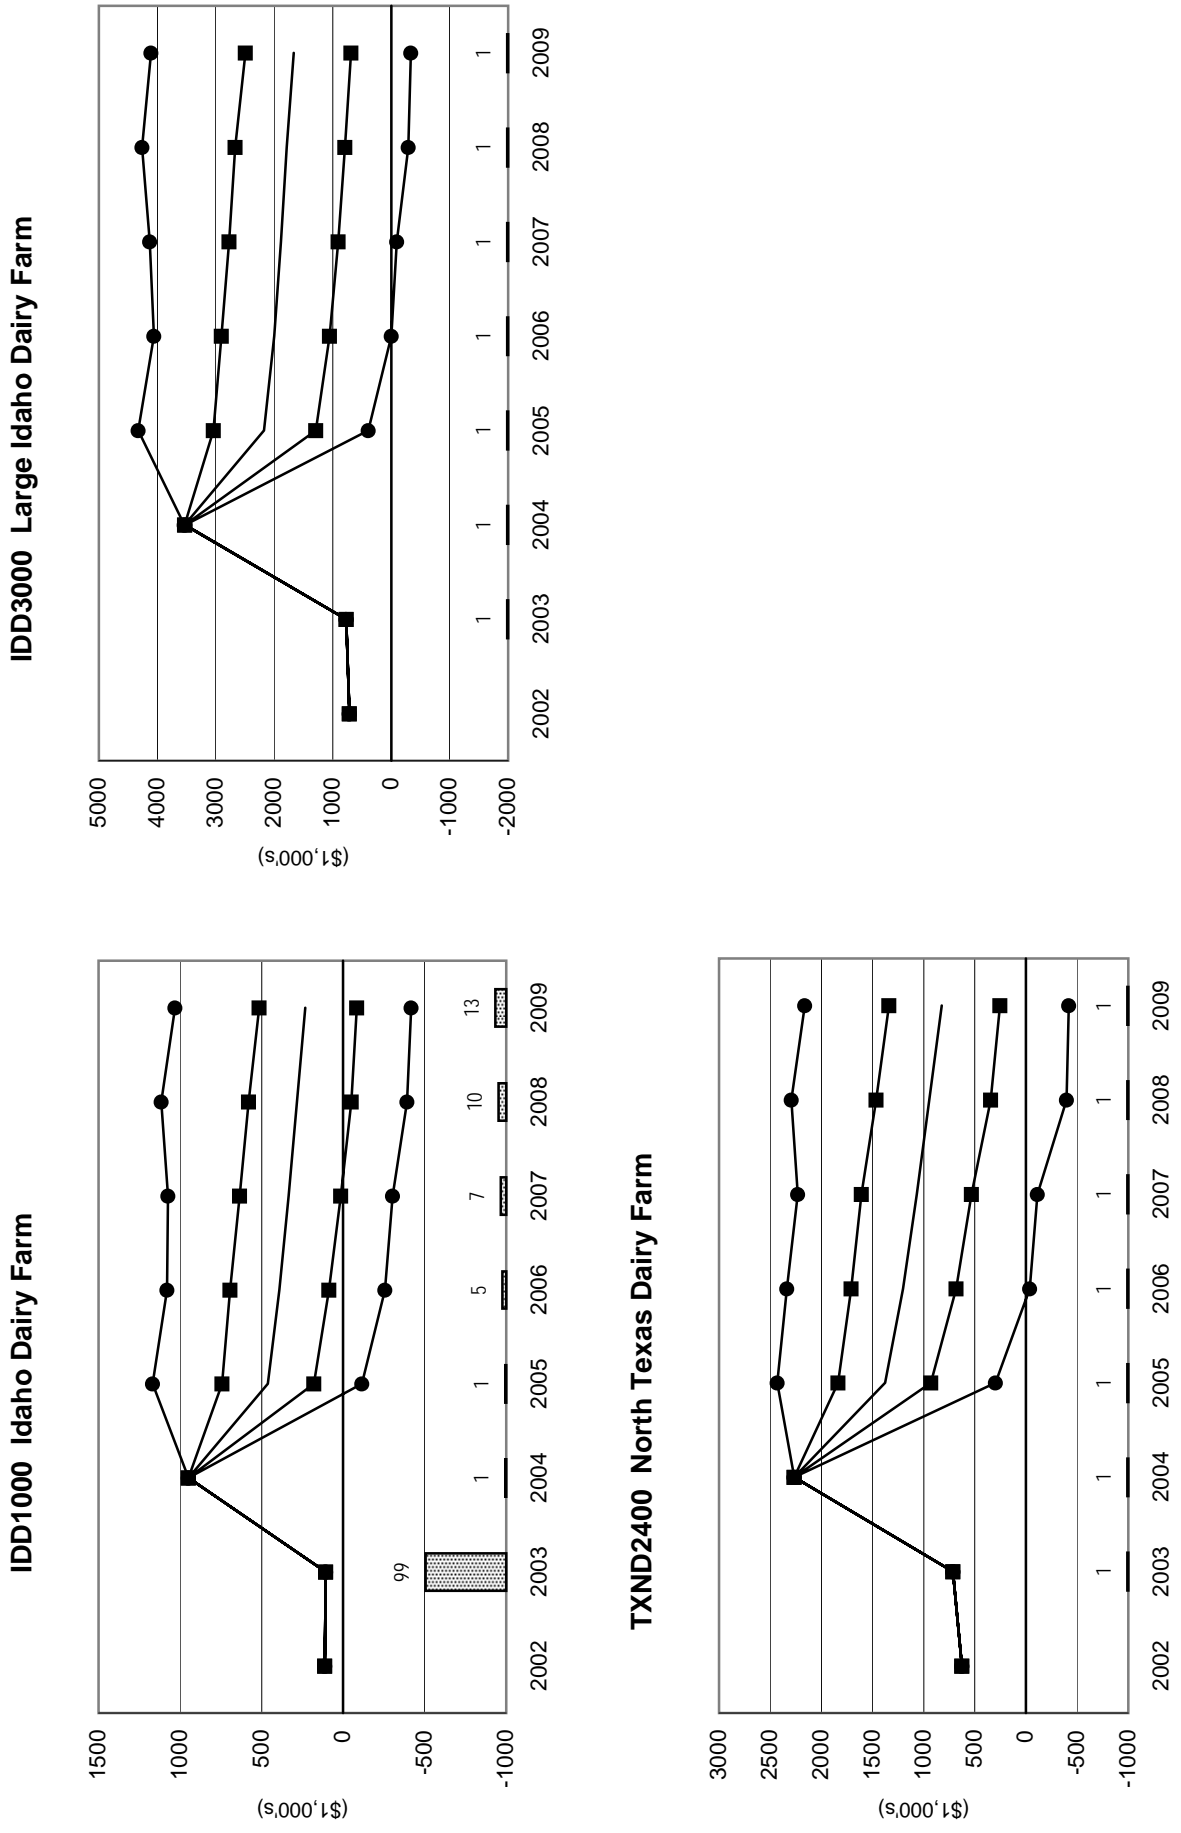 IDD1000 Idaho Dairy Farm
1500
1000
500
0
-500
-1000
($1,000's)
99
1
1
5
7
10
13
2002 2003 2004 2005 2006 2007 2008 2009
IDD3000 Large Idaho Dairy Farm
5000
4000
3000
2000
1000
0
-1000
-2000
($1,000's)
1 1 1 1 1 1 1
2002 2003 2004 2005 2006 2007 2008 2009
TXND2400 North Texas Dairy Farm
3000
2500
2000
1500
1000
500
0
-500
-1000
($1,000's)
1 1 1 1 1 1 1
2002 2003 2004 2005 2006 2007 2008 2009